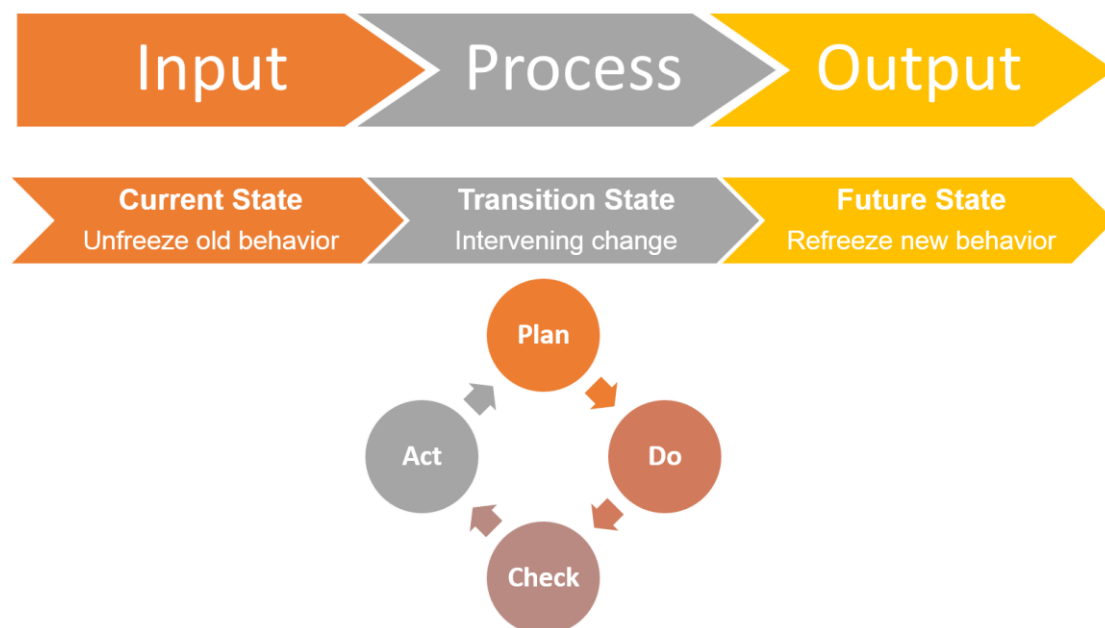 Input
Process
Output
Current State
Unfreeze old behavior
Transition State
Intervening change
Future State
Refreeze new behavior
Plan
Do
Check
Act